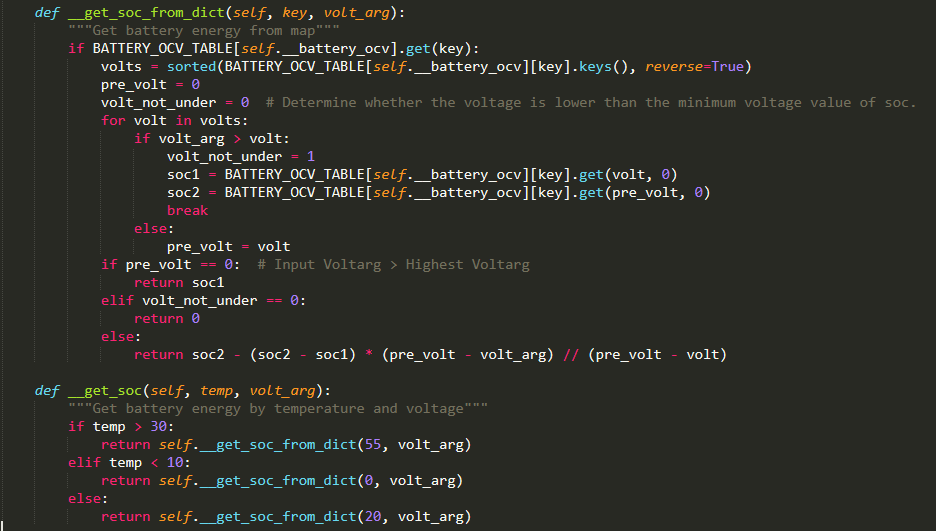 def __get_soc_from_dict(self, key, volt_arg):
    """Get battery energy from map"""
    if BATTERY_OCV_TABLE[self.__battery_ocv].get(key):
        volts = sorted(BATTERY_OCV_TABLE[self.__battery_ocv][key].keys(), reverse=True)
        pre_volt = 0
        volt_not_under = 0  # Determine whether the voltage is lower than the minimum voltage value of soc.
        for volt in volts:
            if volt_arg > volt:
                volt_not_under = 1
                soc1 = BATTERY_OCV_TABLE[self.__battery_ocv][key].get(volt, 0)
                soc2 = BATTERY_OCV_TABLE[self.__battery_ocv][key].get(pre_volt, 0)
                break
            else:
                pre_volt = volt
        if pre_volt == 0:  # Input Voltarg > Highest Voltarg
            return soc1
        elif volt_not_under == 0:
            return 0
        else:
            return soc2 - (soc2 - soc1) * (pre_volt - volt_arg) // (pre_volt - volt)

def __get_soc(self, temp, volt_arg):
    """Get battery energy by temperature and voltage"""
    if temp > 30:
        return self.__get_soc_from_dict(55, volt_arg)
    elif temp < 10:
        return self.__get_soc_from_dict(0, volt_arg)
    else:
        return self.__get_soc_from_dict(20, volt_arg)